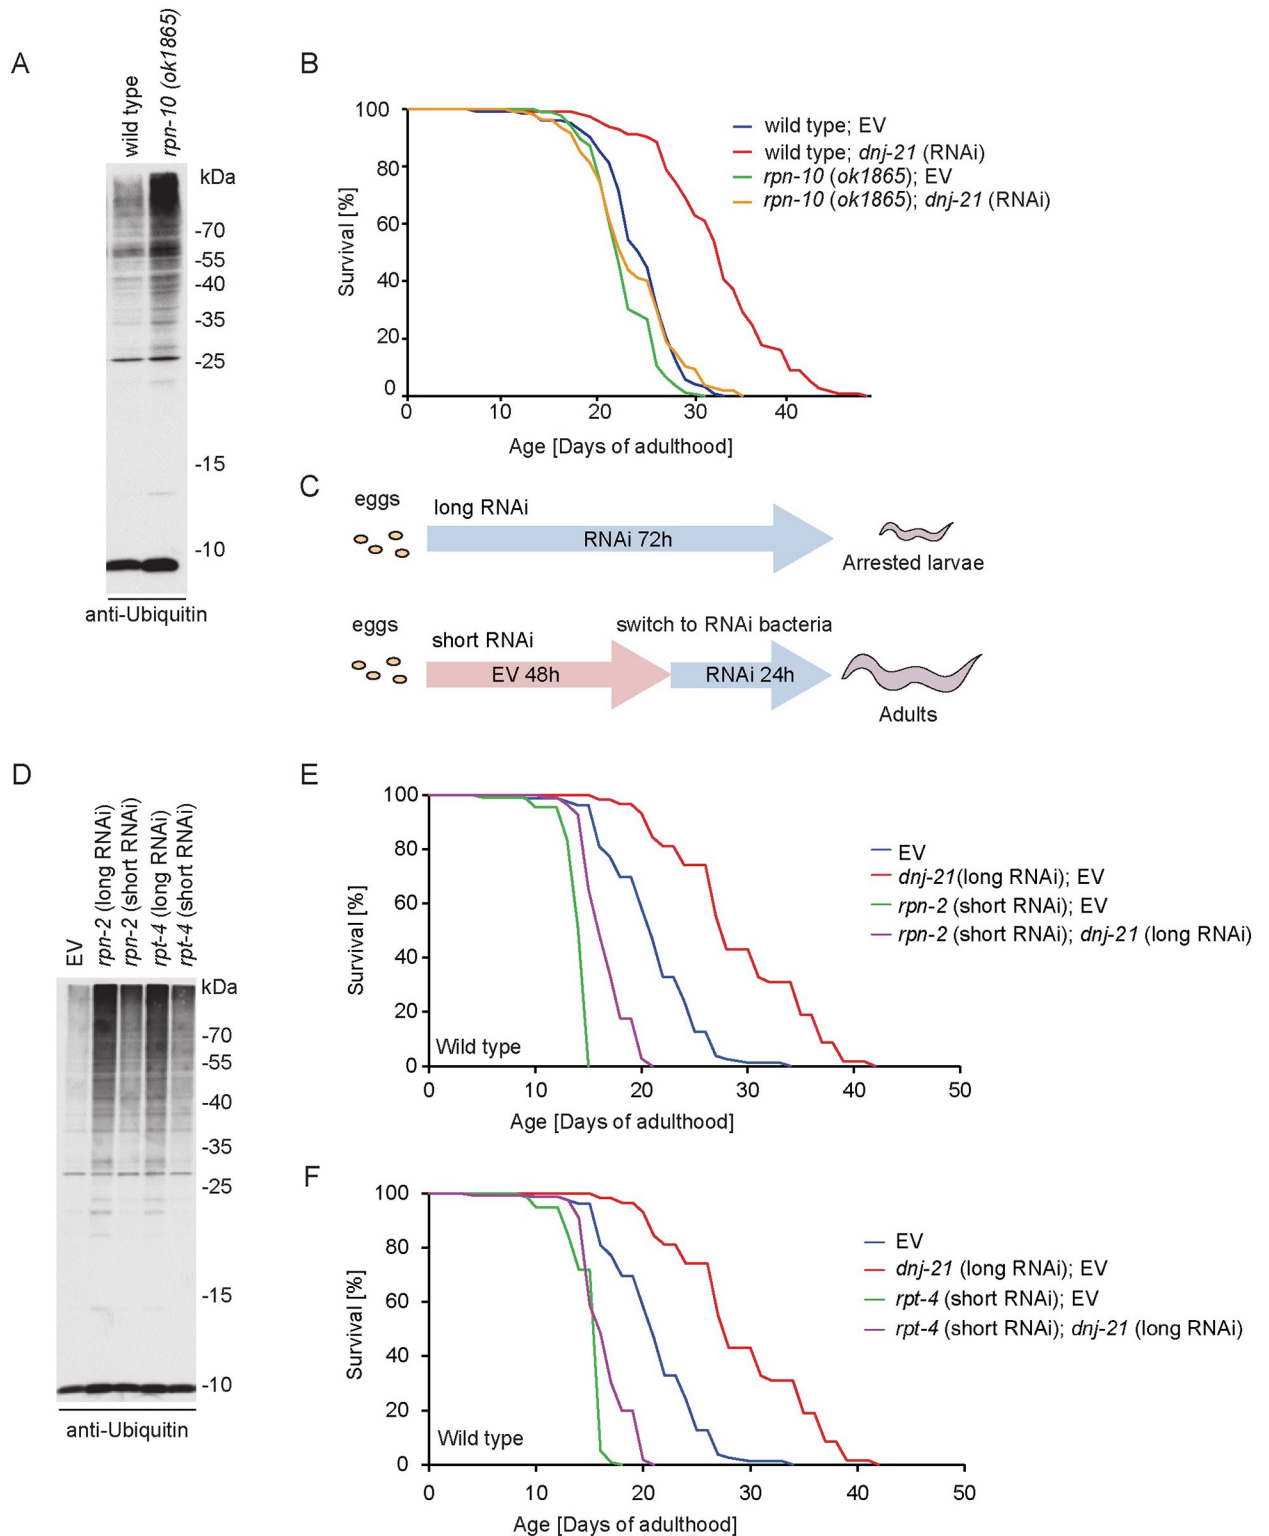 A
wild type
rpn-10 (ok1865)
kDa
-70
-55
-40
-35
-25
-15
-10
anti-Ubiquitin
B
100
80
60
40
20
0
Survival [%]
0 10 20 30 40
Age [Days of adulthood]
wild type; EV
wild type; dnj-21 (RNAi)
rpn-10 (ok1865); EV
rpn-10 (ok1865); dnj-21 (RNAi)
C
eggs
long RNAi
RNAi 72h
Arrested larvae
eggs
short RNAi
switch to RNAi bacteria
EV 48h
RNAi 24h
Adults
D
EV
rpn-2 (long RNAi)
rpn-2 (short RNAi)
rpt-4 (long RNAi)
rpt-4 (short RNAi)
kDa
-70
-55
-40
-35
-25
-15
-10
anti-Ubiquitin
E
100
80
60
40
20
0
Survival [%]
Wild type
0 10 20 30 40 50
Age [Days of adulthood]
EV
dnj-21(long RNAi); EV
rpn-2 (short RNAi); EV
rpn-2 (short RNAi); dnj-21 (long RNAi)
F
100
80
60
40
20
0
Survival [%]
Wild type
0 10 20 30 40 50
Age [Days of adulthood]
EV
dnj-21 (long RNAi); EV
rpt-4 (short RNAi); EV
rpt-4 (short RNAi); dnj-21 (long RNAi)